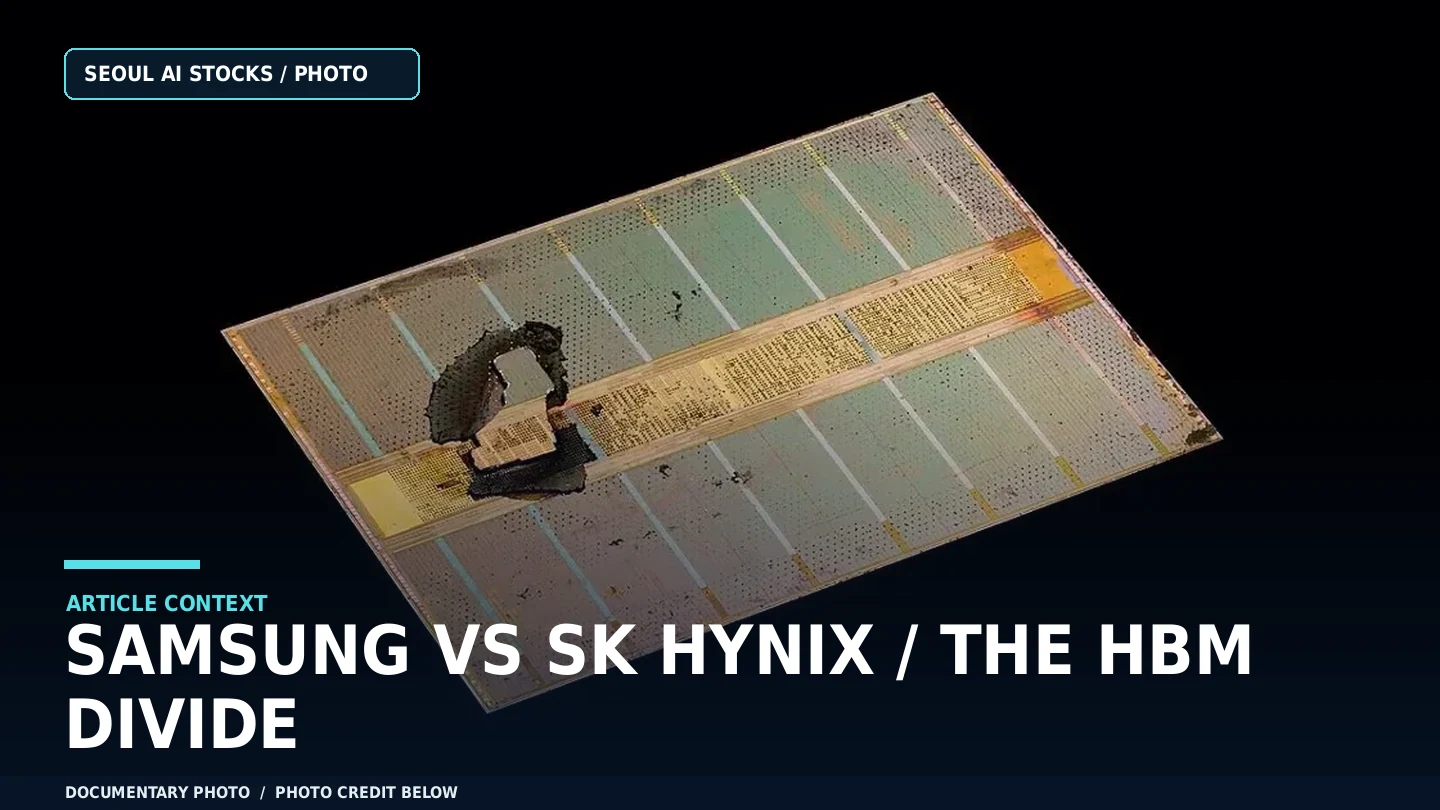 SEOUL AI STOCKS / PHOTO
ARTICLE CONTEXT
SAMSUNG VS SK HYNIX / THE HBM
DIVIDE
DOCUMENTARY PHOTO / PHOTO CREDIT BELOW